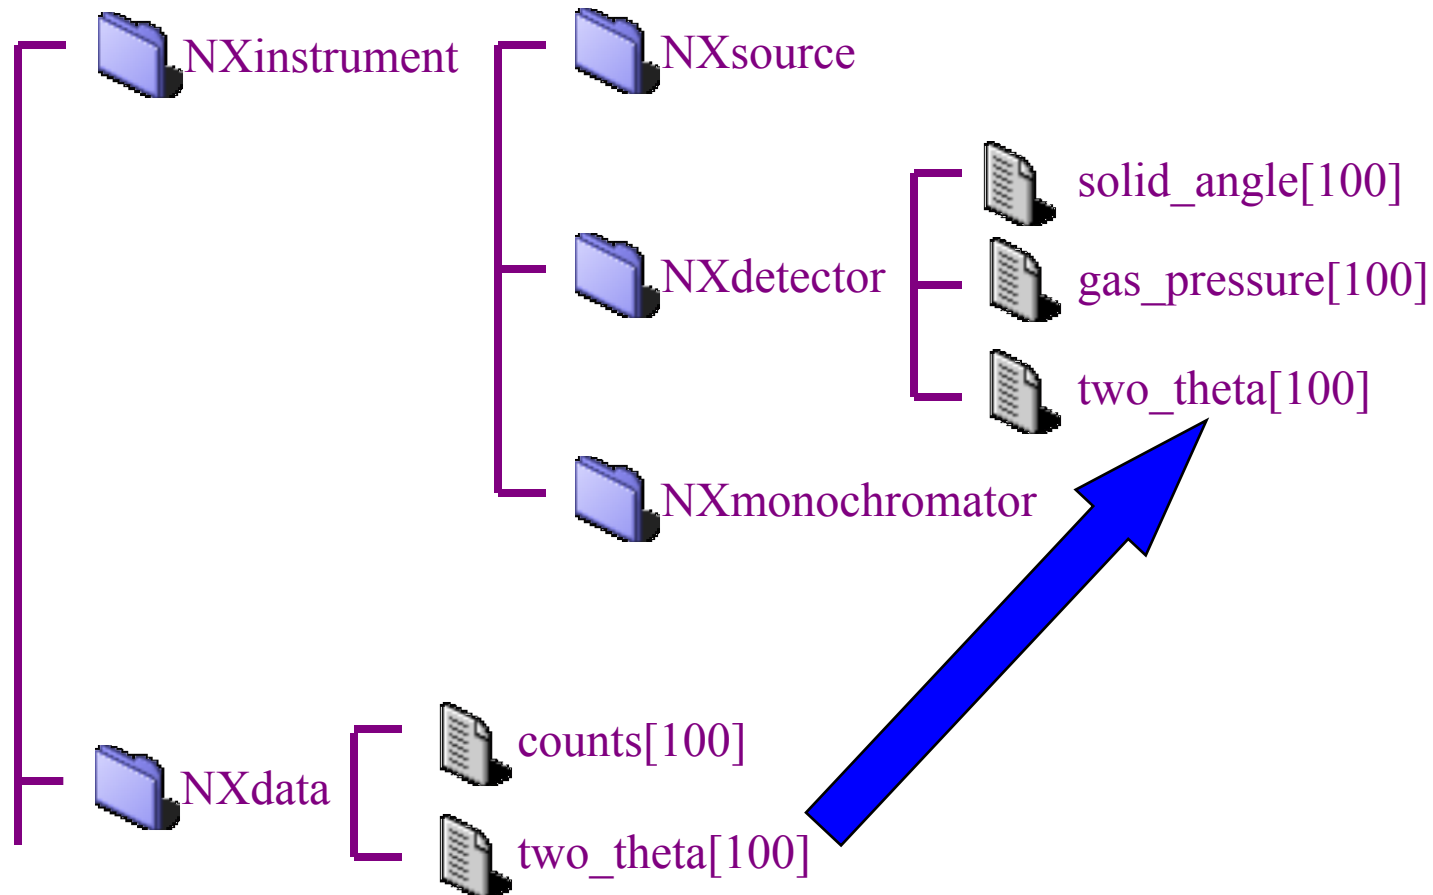 NXinstrument
NXsource
NXdetector
solid_angle[100]
gas_pressure[100]
two_theta[100]
NXmonochromator
NXdata
counts[100]
two_theta[100]